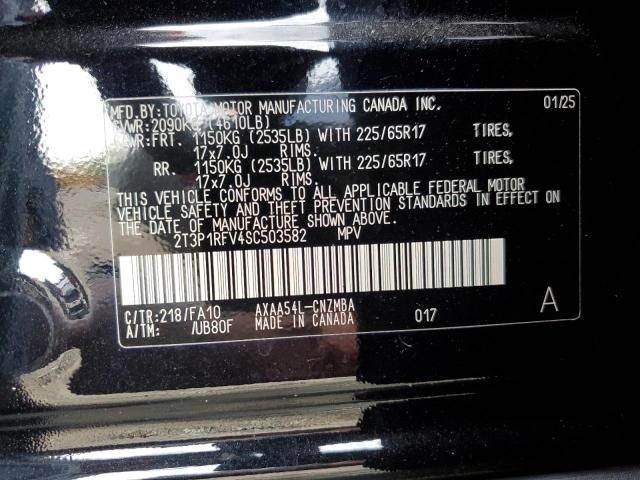 MFD.BY:TOYOTA MOTOR MANUFACTURING CANADA INC. 01/25
GVWR:2090KG(4610LB)
GAWR:FRT. 1150KG (2535LB) WITH 225/65R17 TIRES,
17x7.0J RIMS.
RR. 1150KG (2535LB) WITH 225/65R17 TIRES,
17x7.0J RIMS.
THIS VEHICLE CONFORMS TO ALL APPLICABLE FEDERAL MOTOR
VEHICLE SAFETY AND THEFT PREVENTION STANDARDS IN EFFECT ON
THE DATE OF MANUFACTURE SHOWN ABOVE.
2T3P1RFV4SC503582 MPV
C/TR:218/FA10 AXAA54L-CNZMBA 017 A
A/TM: /UB80F MADE IN CANADA